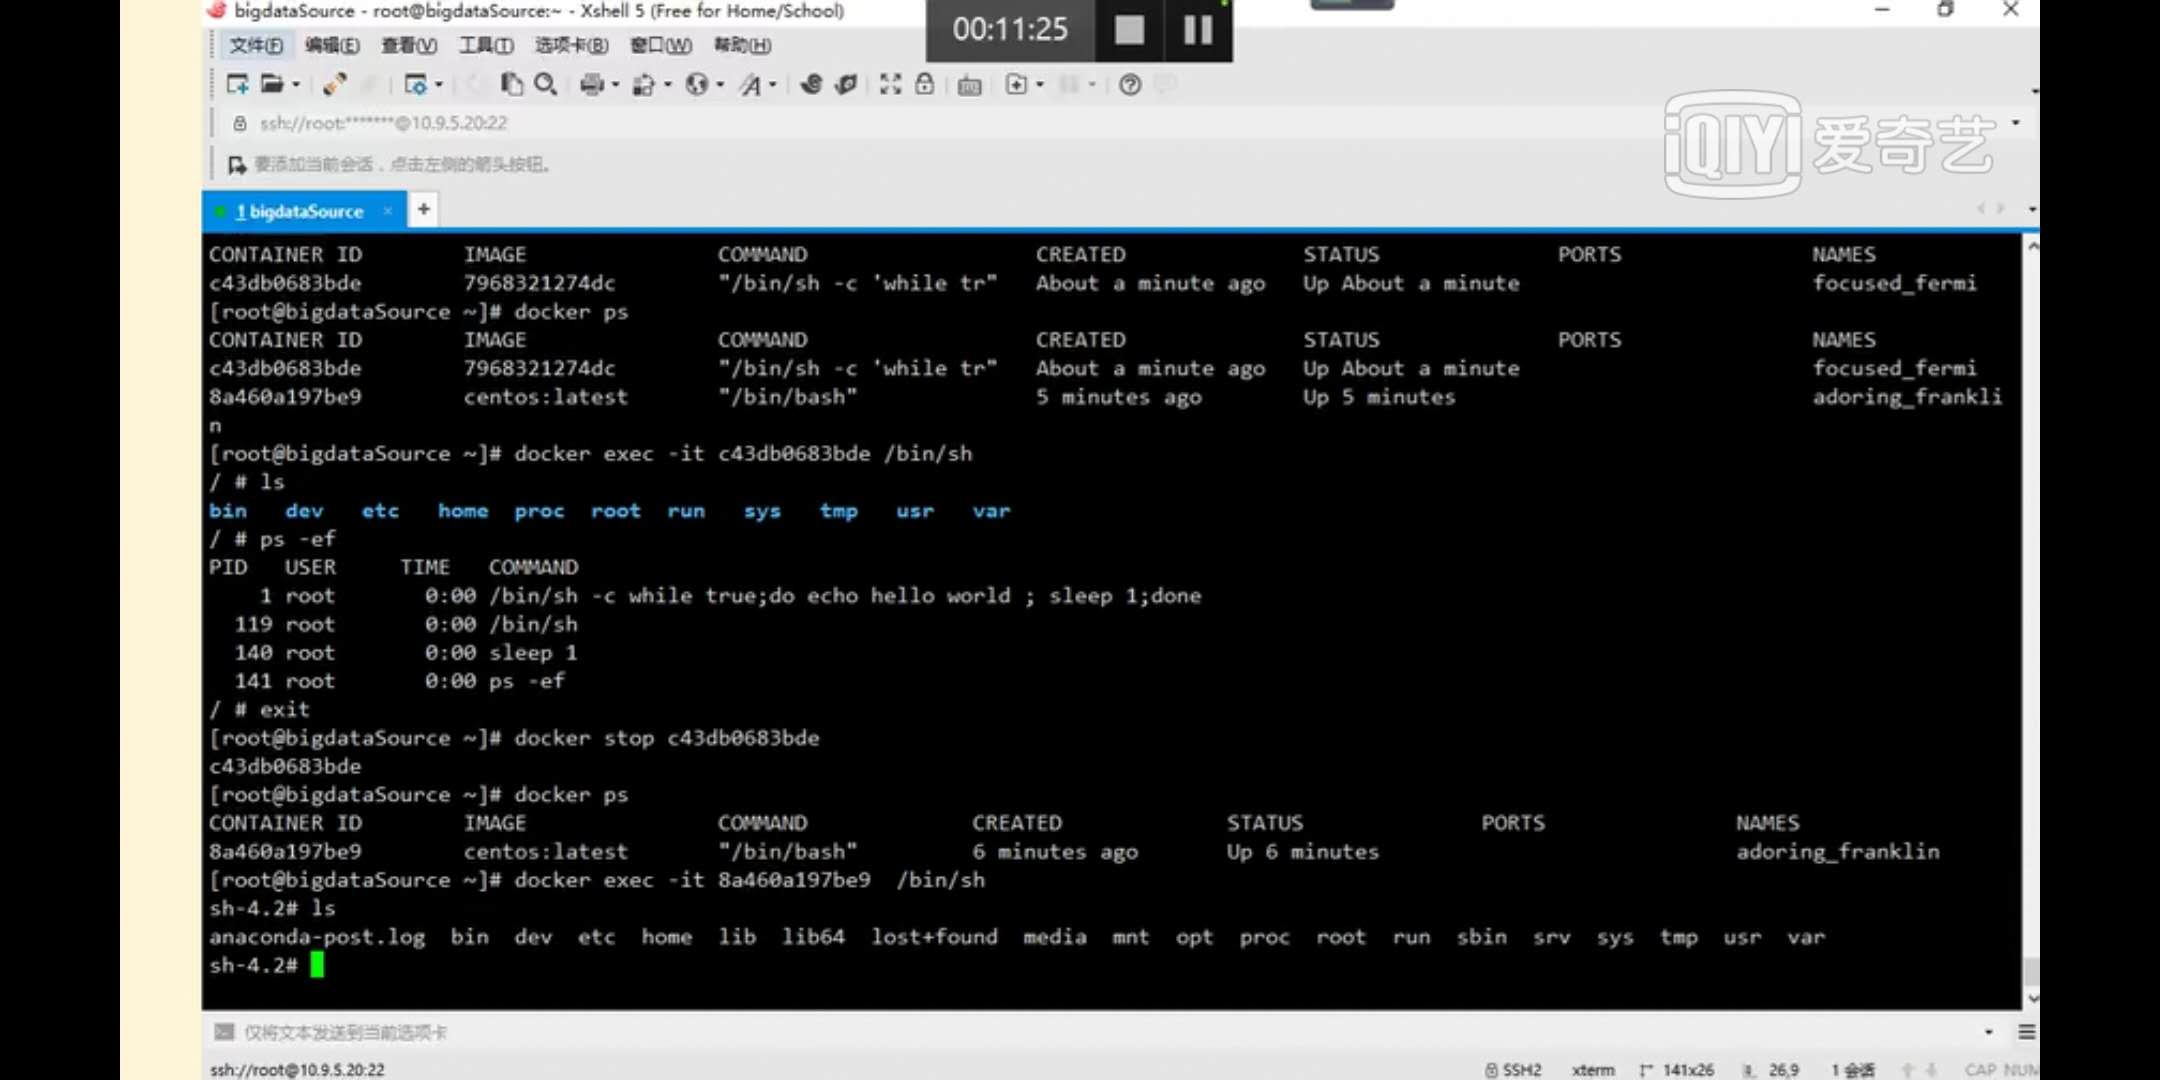 bigdataSource - root@bigdataSource:~ - Xshell 5 (Free for Home/School)
00:11:25
文件(F) 编辑(E) 查看(V) 工具(T) 选项卡(B) 窗口(W) 帮助(H)
ssh://root:*******@10.9.5.20:22
iQIYI 爱奇艺
要添加当前会话，点击左侧的箭头按钮。
1 bigdataSource × +
CONTAINER ID IMAGE COMMAND CREATED STATUS PORTS NAMES
c43db0683bde 7968321274dc "/bin/sh -c 'while tr" About a minute ago Up About a minute focused_fermi
[root@bigdataSource ~]# docker ps
CONTAINER ID IMAGE COMMAND CREATED STATUS PORTS NAMES
c43db0683bde 7968321274dc "/bin/sh -c 'while tr" About a minute ago Up About a minute focused_fermi
8a460a197be9 centos:latest "/bin/bash" 5 minutes ago Up 5 minutes adoring_frankli
n
[root@bigdataSource ~]# docker exec -it c43db0683bde /bin/sh
/ # ls
bin dev etc home proc root run sys tmp usr var
/ # ps -ef
PID USER TIME COMMAND
1 root 0:00 /bin/sh -c while true;do echo hello world ; sleep 1;done
119 root 0:00 /bin/sh
140 root 0:00 sleep 1
141 root 0:00 ps -ef
/ # exit
[root@bigdataSource ~]# docker stop c43db0683bde
c43db0683bde
[root@bigdataSource ~]# docker ps
CONTAINER ID IMAGE COMMAND CREATED STATUS PORTS NAMES
8a460a197be9 centos:latest "/bin/bash" 6 minutes ago Up 6 minutes adoring_franklin
[root@bigdataSource ~]# docker exec -it 8a460a197be9 /bin/sh
sh-4.2# ls
anaconda-post.log bin dev etc home lib lib64 lost+found media mnt opt proc root run sbin srv sys tmp usr var
sh-4.2#
仅将文本发送到当前选项卡
ssh://root@10.9.5.20:22 SSH2 xterm 141x26 26,9 1 会话 CAP NUM